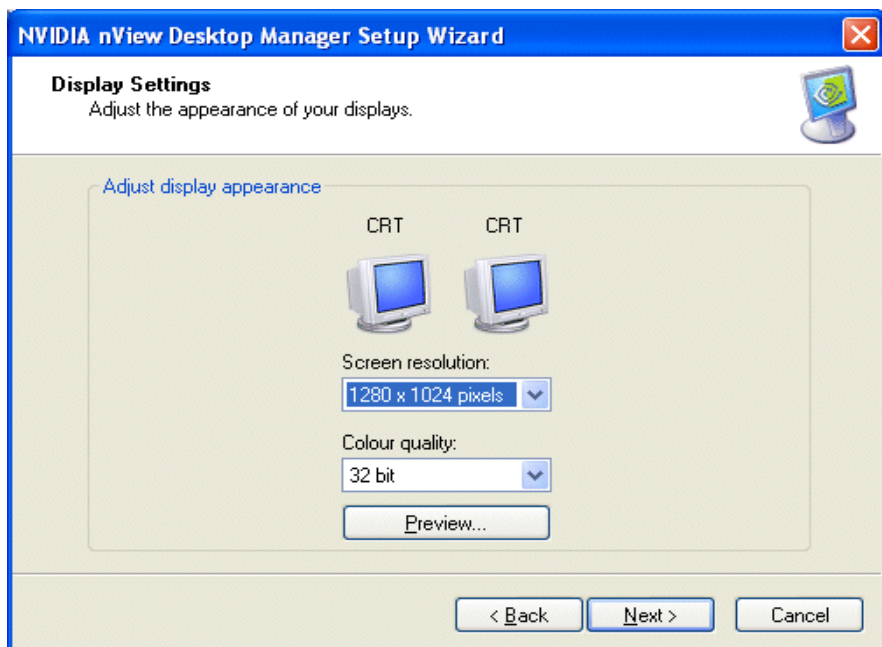 NVIDIA nView Desktop Manager Setup Wizard
Display Settings
Adjust the appearance of your displays.
Adjust display appearance
CRT CRT
Screen resolution:
1280 x 1024 pixels
Colour quality:
32 bit
Preview...
< Back Next > Cancel